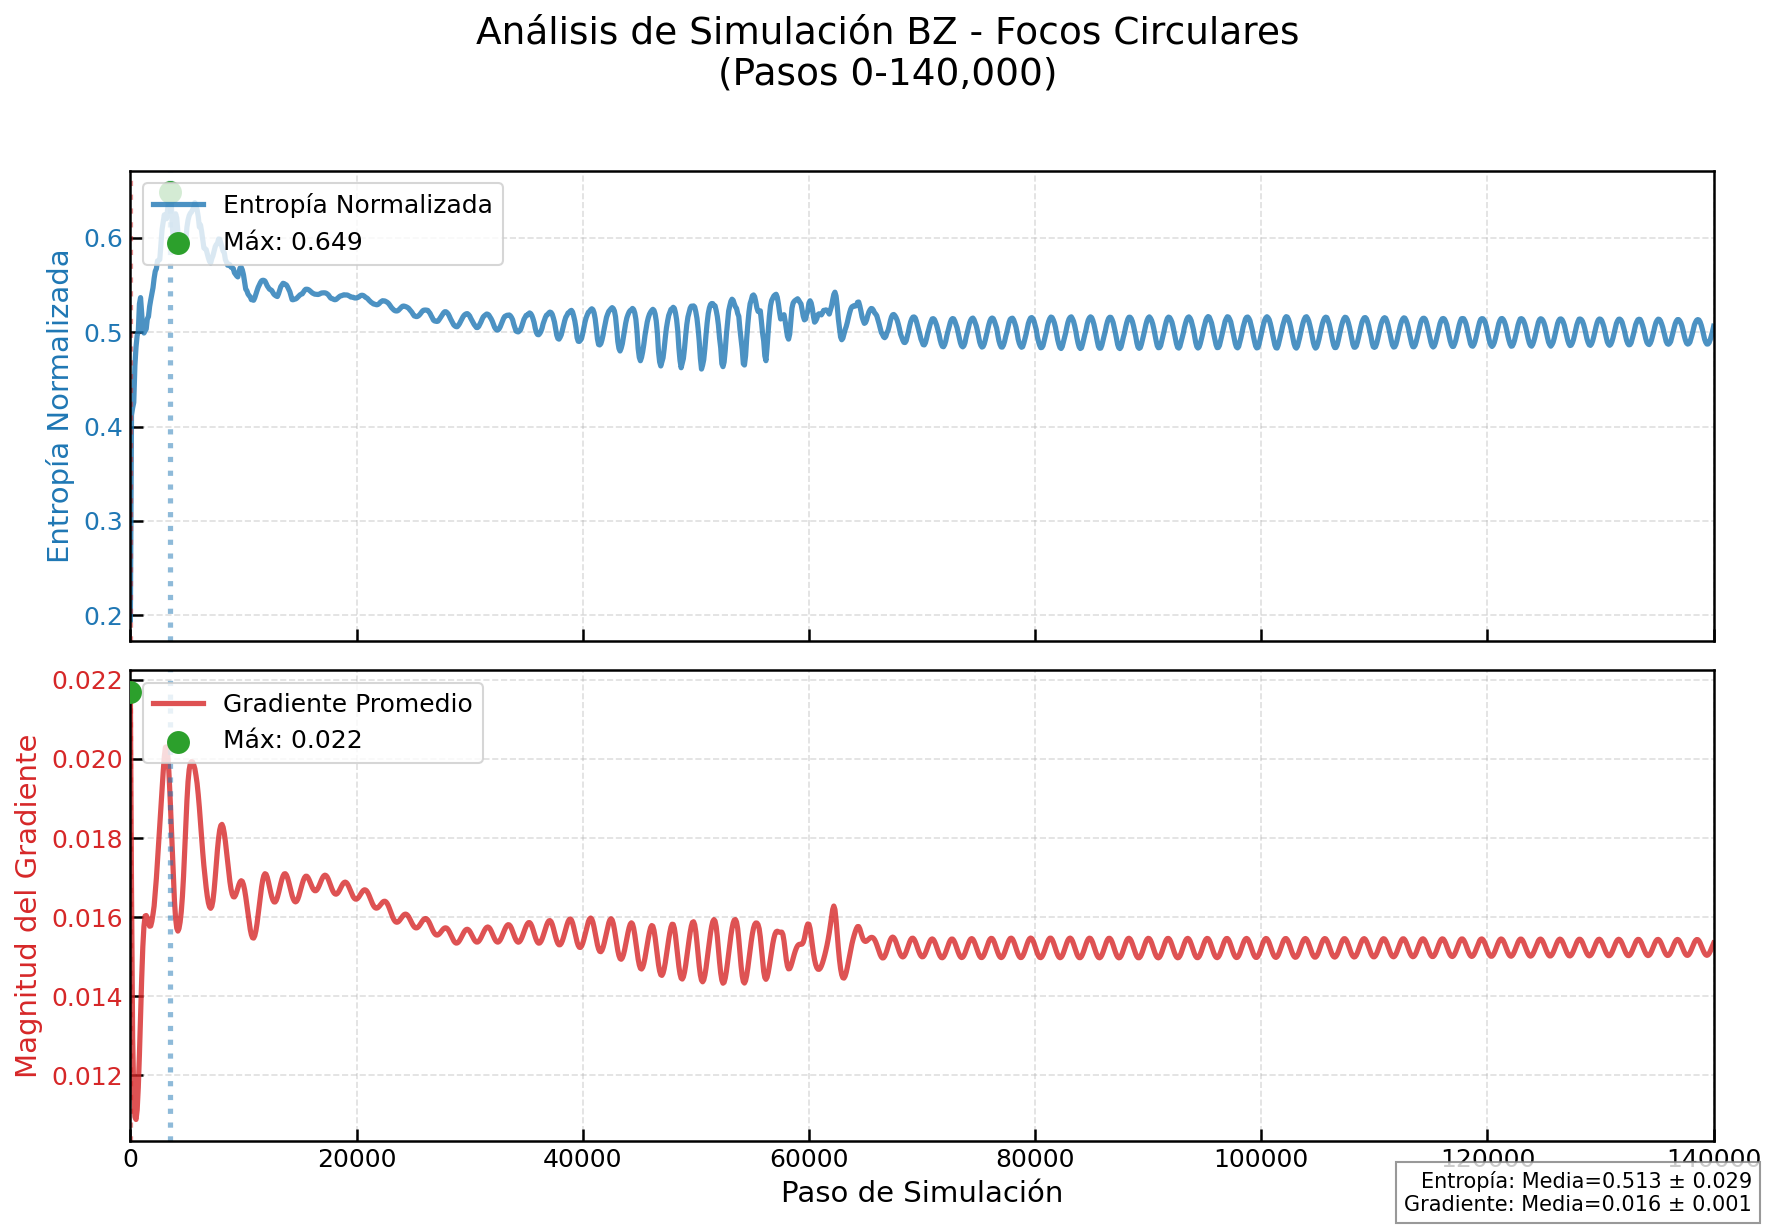 Análisis de Simulación BZ - Focos Circulares
(Pasos 0-140,000)
Entropía Normalizada
Máx: 0.649
Entropía Normalizada
0.6
0.5
0.4
0.3
0.2
Gradiente Promedio
Máx: 0.022
Magnitud del Gradiente
0.022
0.020
0.018
0.016
0.014
0.012
0 20000 40000 60000 80000 100000 120000 140000
Paso de Simulación
Entropía: Media=0.513 ± 0.029
Gradiente: Media=0.016 ± 0.001